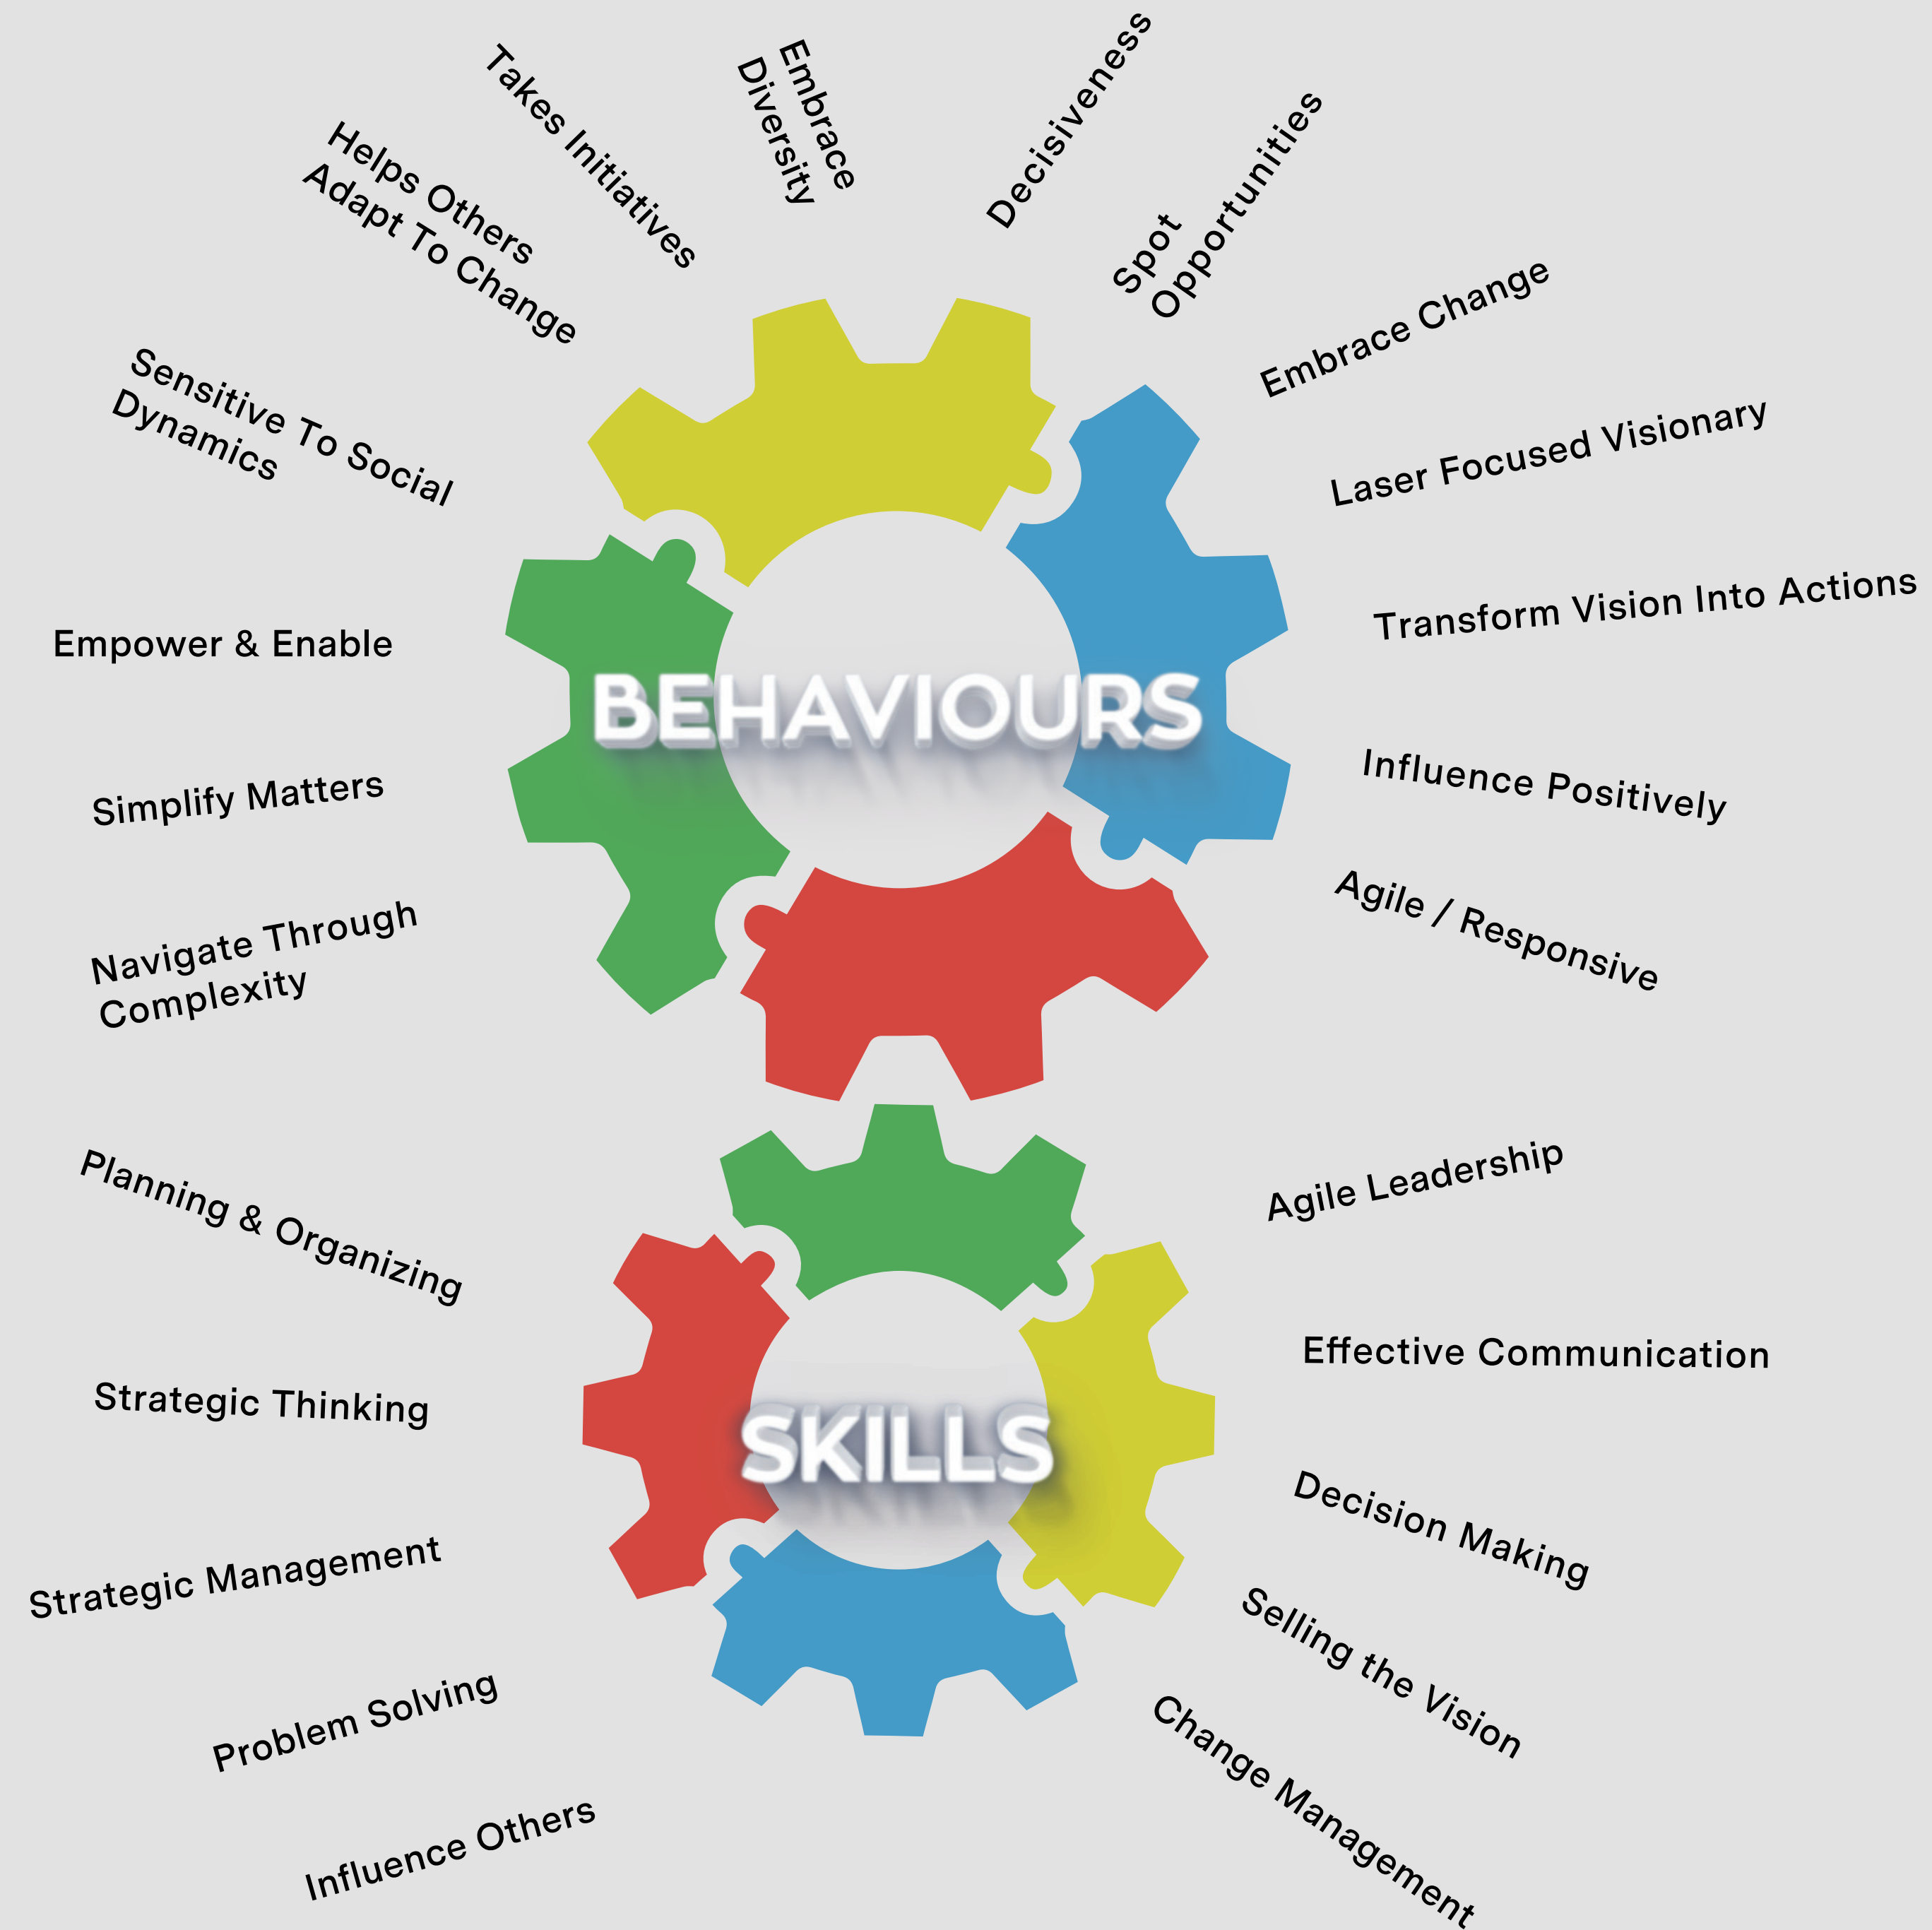 Takes Initiatives
Embrace
Diversity
Decisiveness
Helps Others
Adapt To Change
Spot
Opportunities
Sensitive To Social
Dynamics
Embrace Change
Laser Focused Visionary
Transform Vision Into Actions
Empower & Enable
BEHAVIOURS
Influence Positively
Simplify Matters
Agile / Responsive
Navigate Through
Complexity
Planning & Organizing
Agile Leadership
Effective Communication
Strategic Thinking
SKILLS
Decision Making
Strategic Management
Selling the Vision
Problem Solving
Change Management
Influence Others